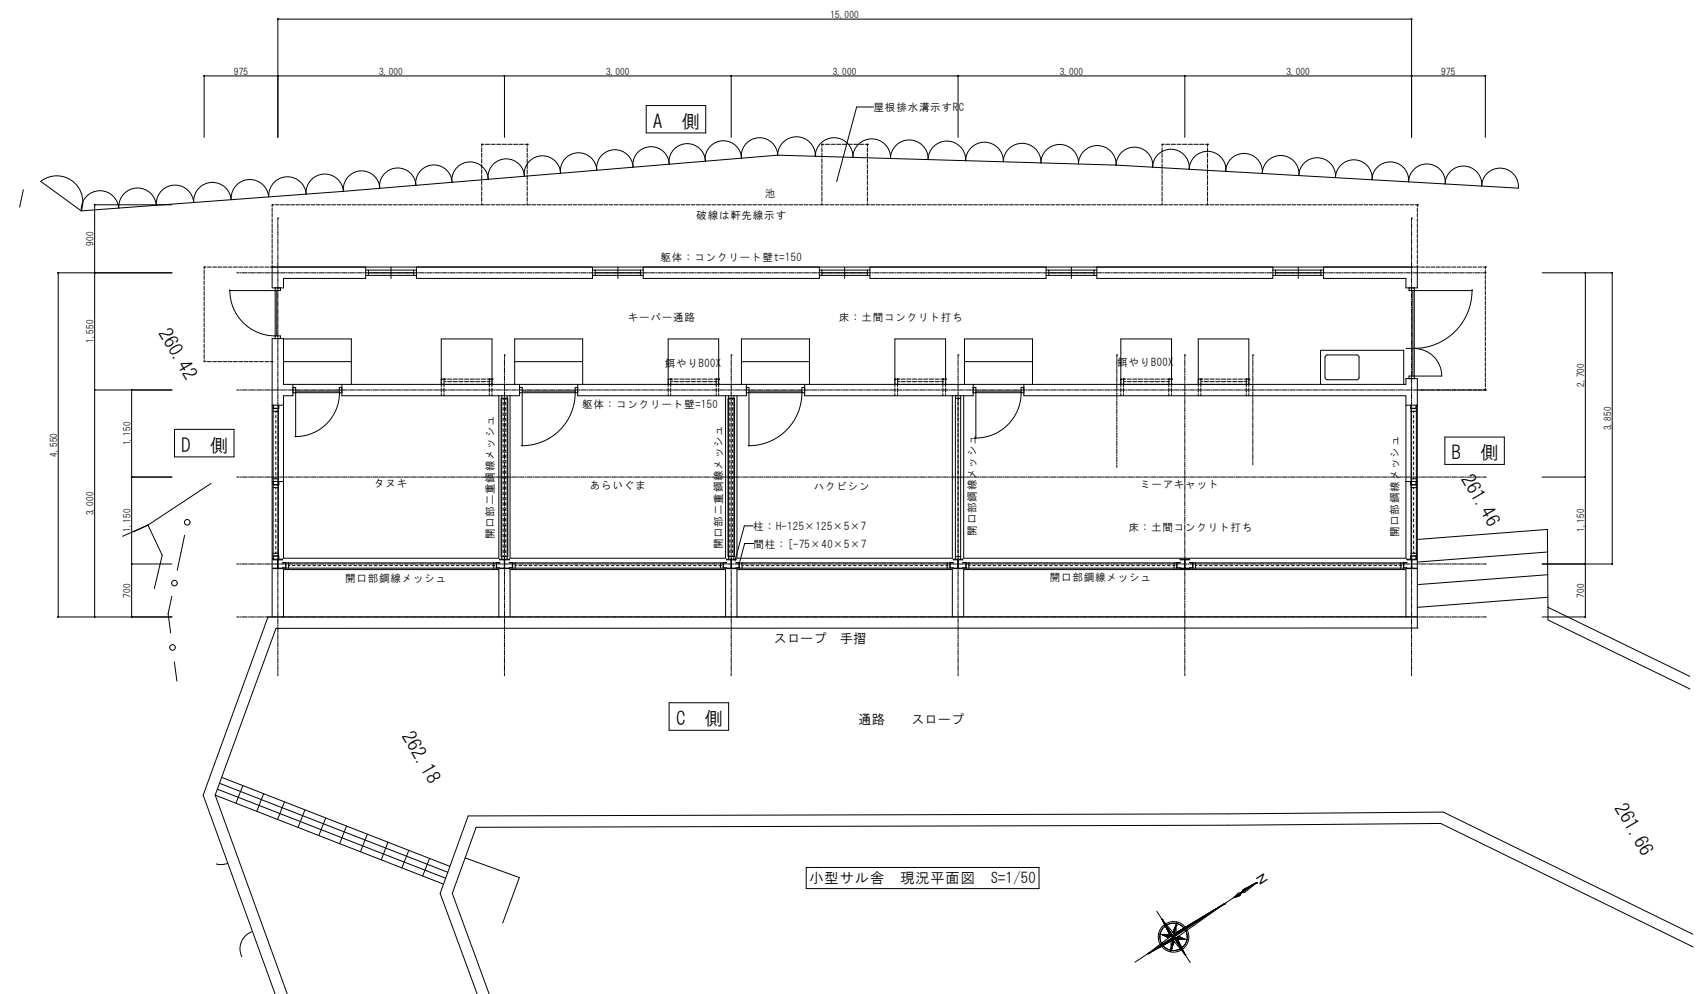 15,000
975
3,000
3,000
3,000
3,000
3,000
975
A 側
屋根排水溝示すRC
池
破線は軒先線示す
躯体：コンクリート壁t=150
キーパー通路
床：土間コンクリト打ち
餌やりBOOX
餌やりBOOX
躯体：コンクリート壁=150
900
1,550
4,550
3,000
1,150
1,150
700
2,700
3,850
1,150
700
260.42
D 側
B 側
261.46
開口部二重鋼線メッシュ
開口部二重鋼線メッシュ
開口部鋼線メッシュ
開口部鋼線メッシュ
タヌキ
あらいぐま
ハクビシン
ミーアキャット
柱：H-125×125×5×7
間柱：[-75×40×5×7
床：土間コンクリト打ち
開口部鋼線メッシュ
開口部鋼線メッシュ
スロープ 手摺
C 側
通路 スロープ
262.18
261.66
小型サル舎 現況平面図 S=1/50
N